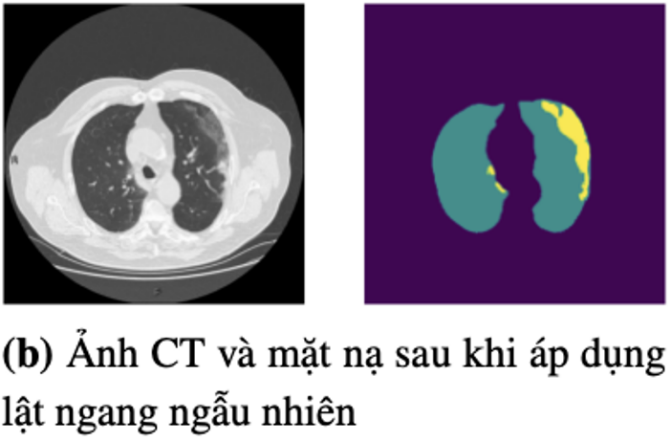 (b) Ảnh CT và mặt nạ sau khi áp dụng
lật ngang ngẫu nhiên